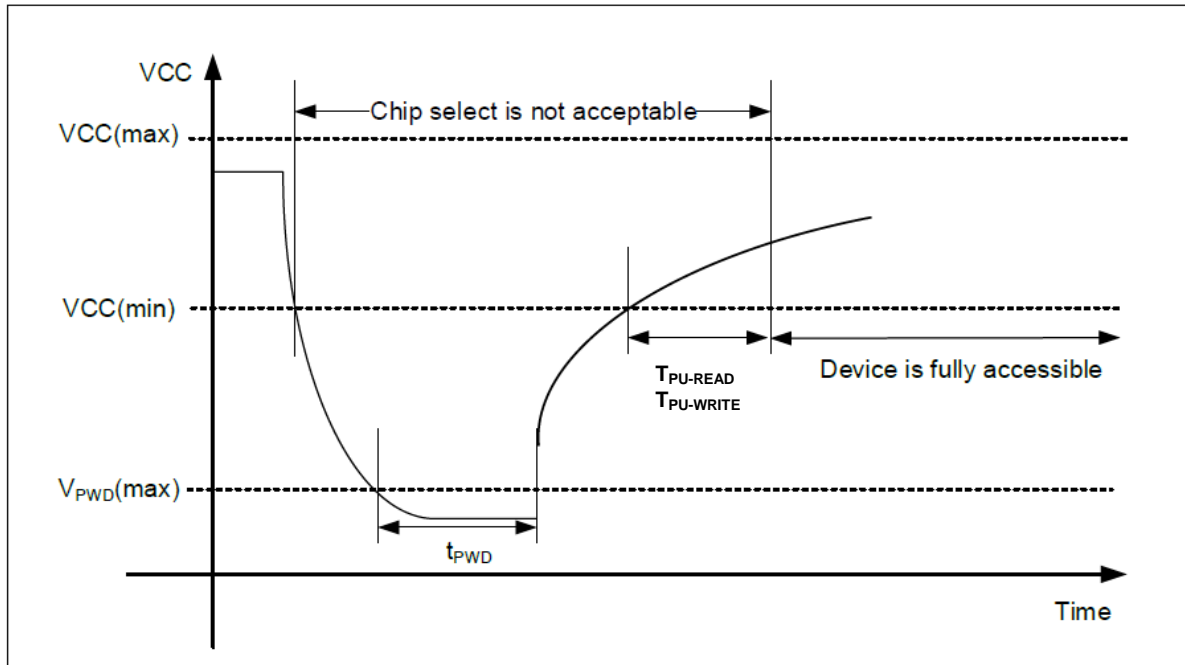 VCC
Chip select is not acceptable
VCC(max)
VCC(min)
TPU-READ
TPU-WRITE
Device is fully accessible
VPWD(max)
tPWD
Time